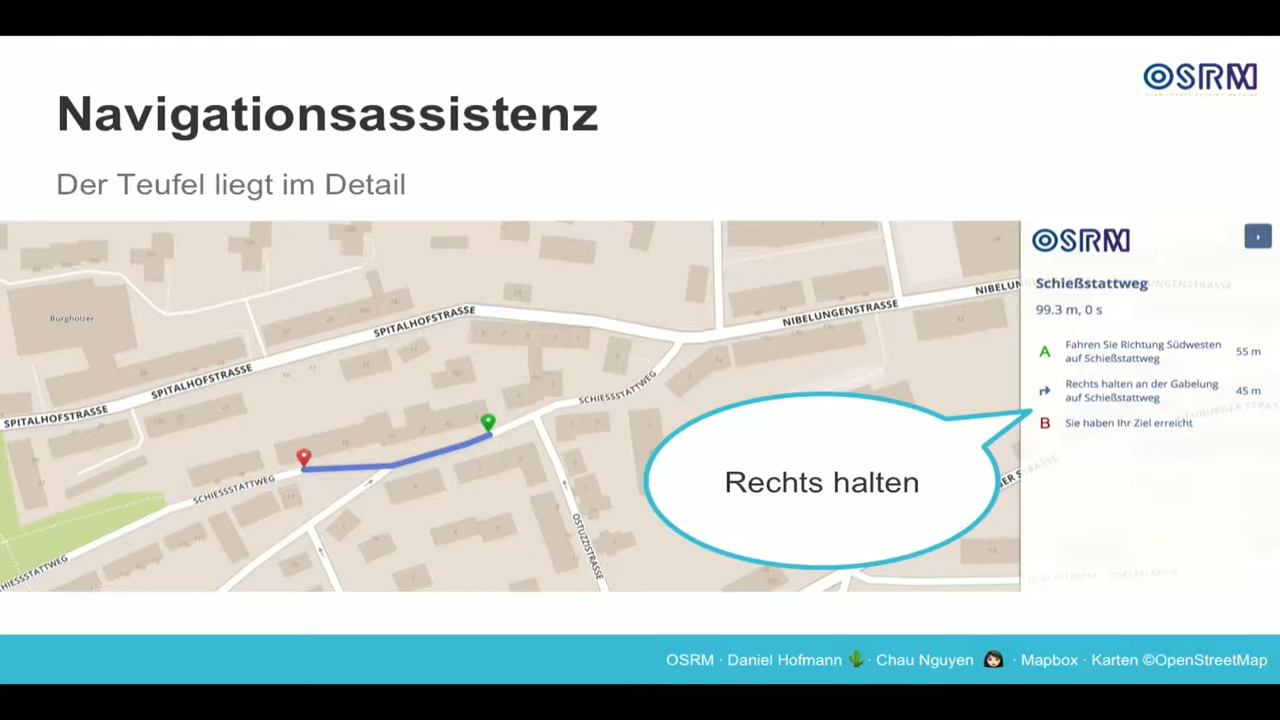 OSRM
Navigationsassistenz
Der Teufel liegt im Detail
OSRM
›
Schießstattweg
99.3 m, 0 s
A Fahren Sie Richtung Südwesten
auf Schießstattweg 55 m
Rechts halten an der Gabelung
auf Schießstattweg 45 m
B Sie haben Ihr Ziel erreicht
Burgholzer
SPITALHOFSTRASSE
SPITALHOFSTRASSE
SPITALHOFSTRASSE
NIBELUNGENSTRASSE
NIBELUN
SCHIESSSTATTWEG
SCHIESSSTATTWEG
SCHIESSSTATTWEG
OSTUZZISTRASSE
Rechts halten
OSRM · Daniel Hofmann · Chau Nguyen · Mapbox · Karten ©OpenStreetMap